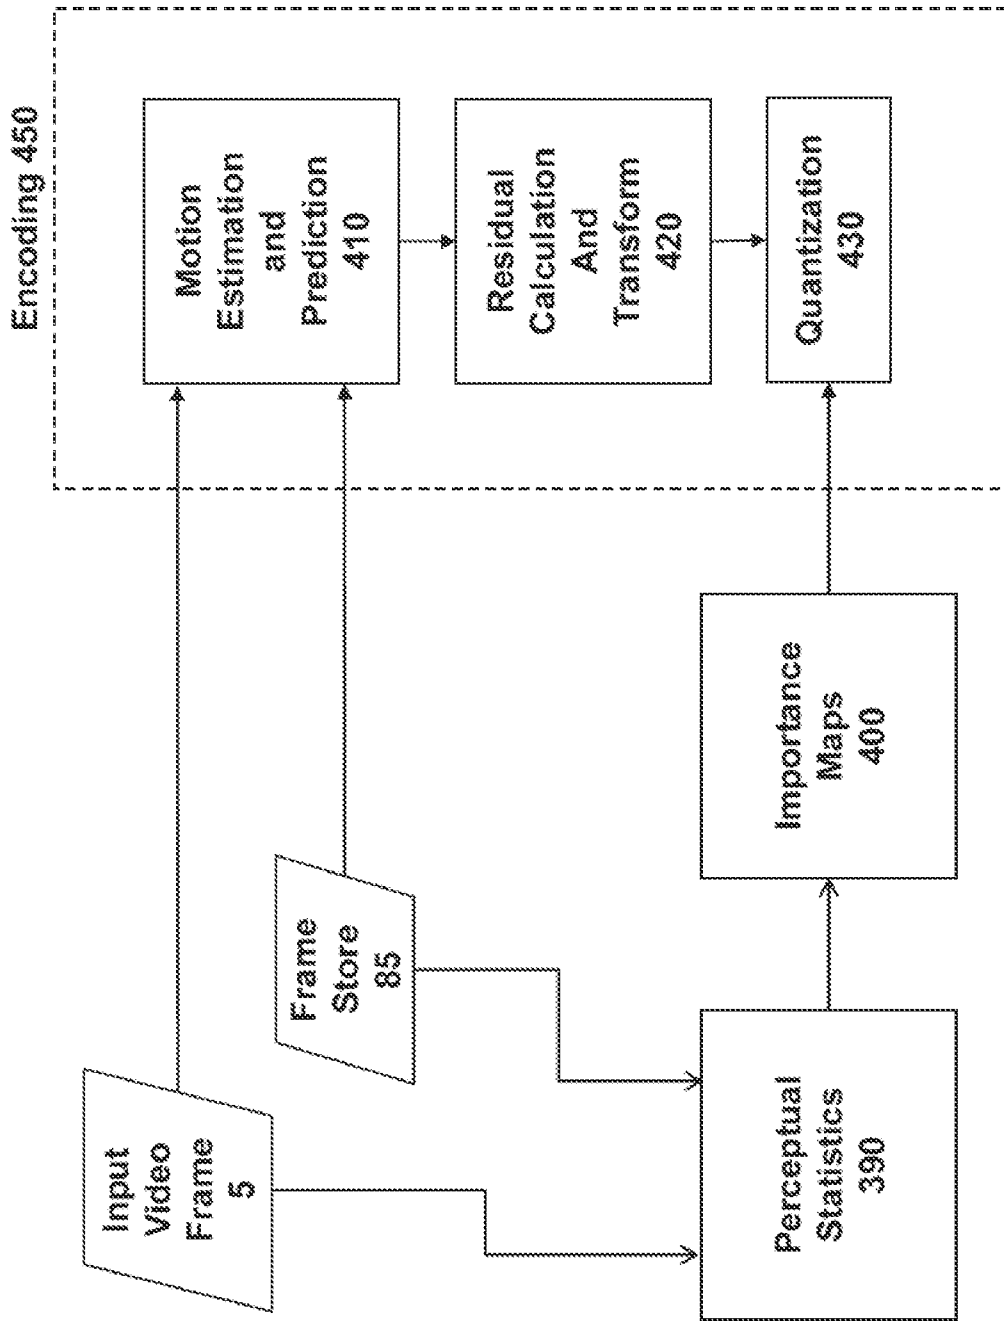 Encoding 450
Motion
Estimation
and
Prediction
410
Residual
Calculation
And
Transform
420
Quantization
430
Input
Video
Frame
5
Frame
Store
85
Perceptual
Statistics
390
Importance
Maps
400